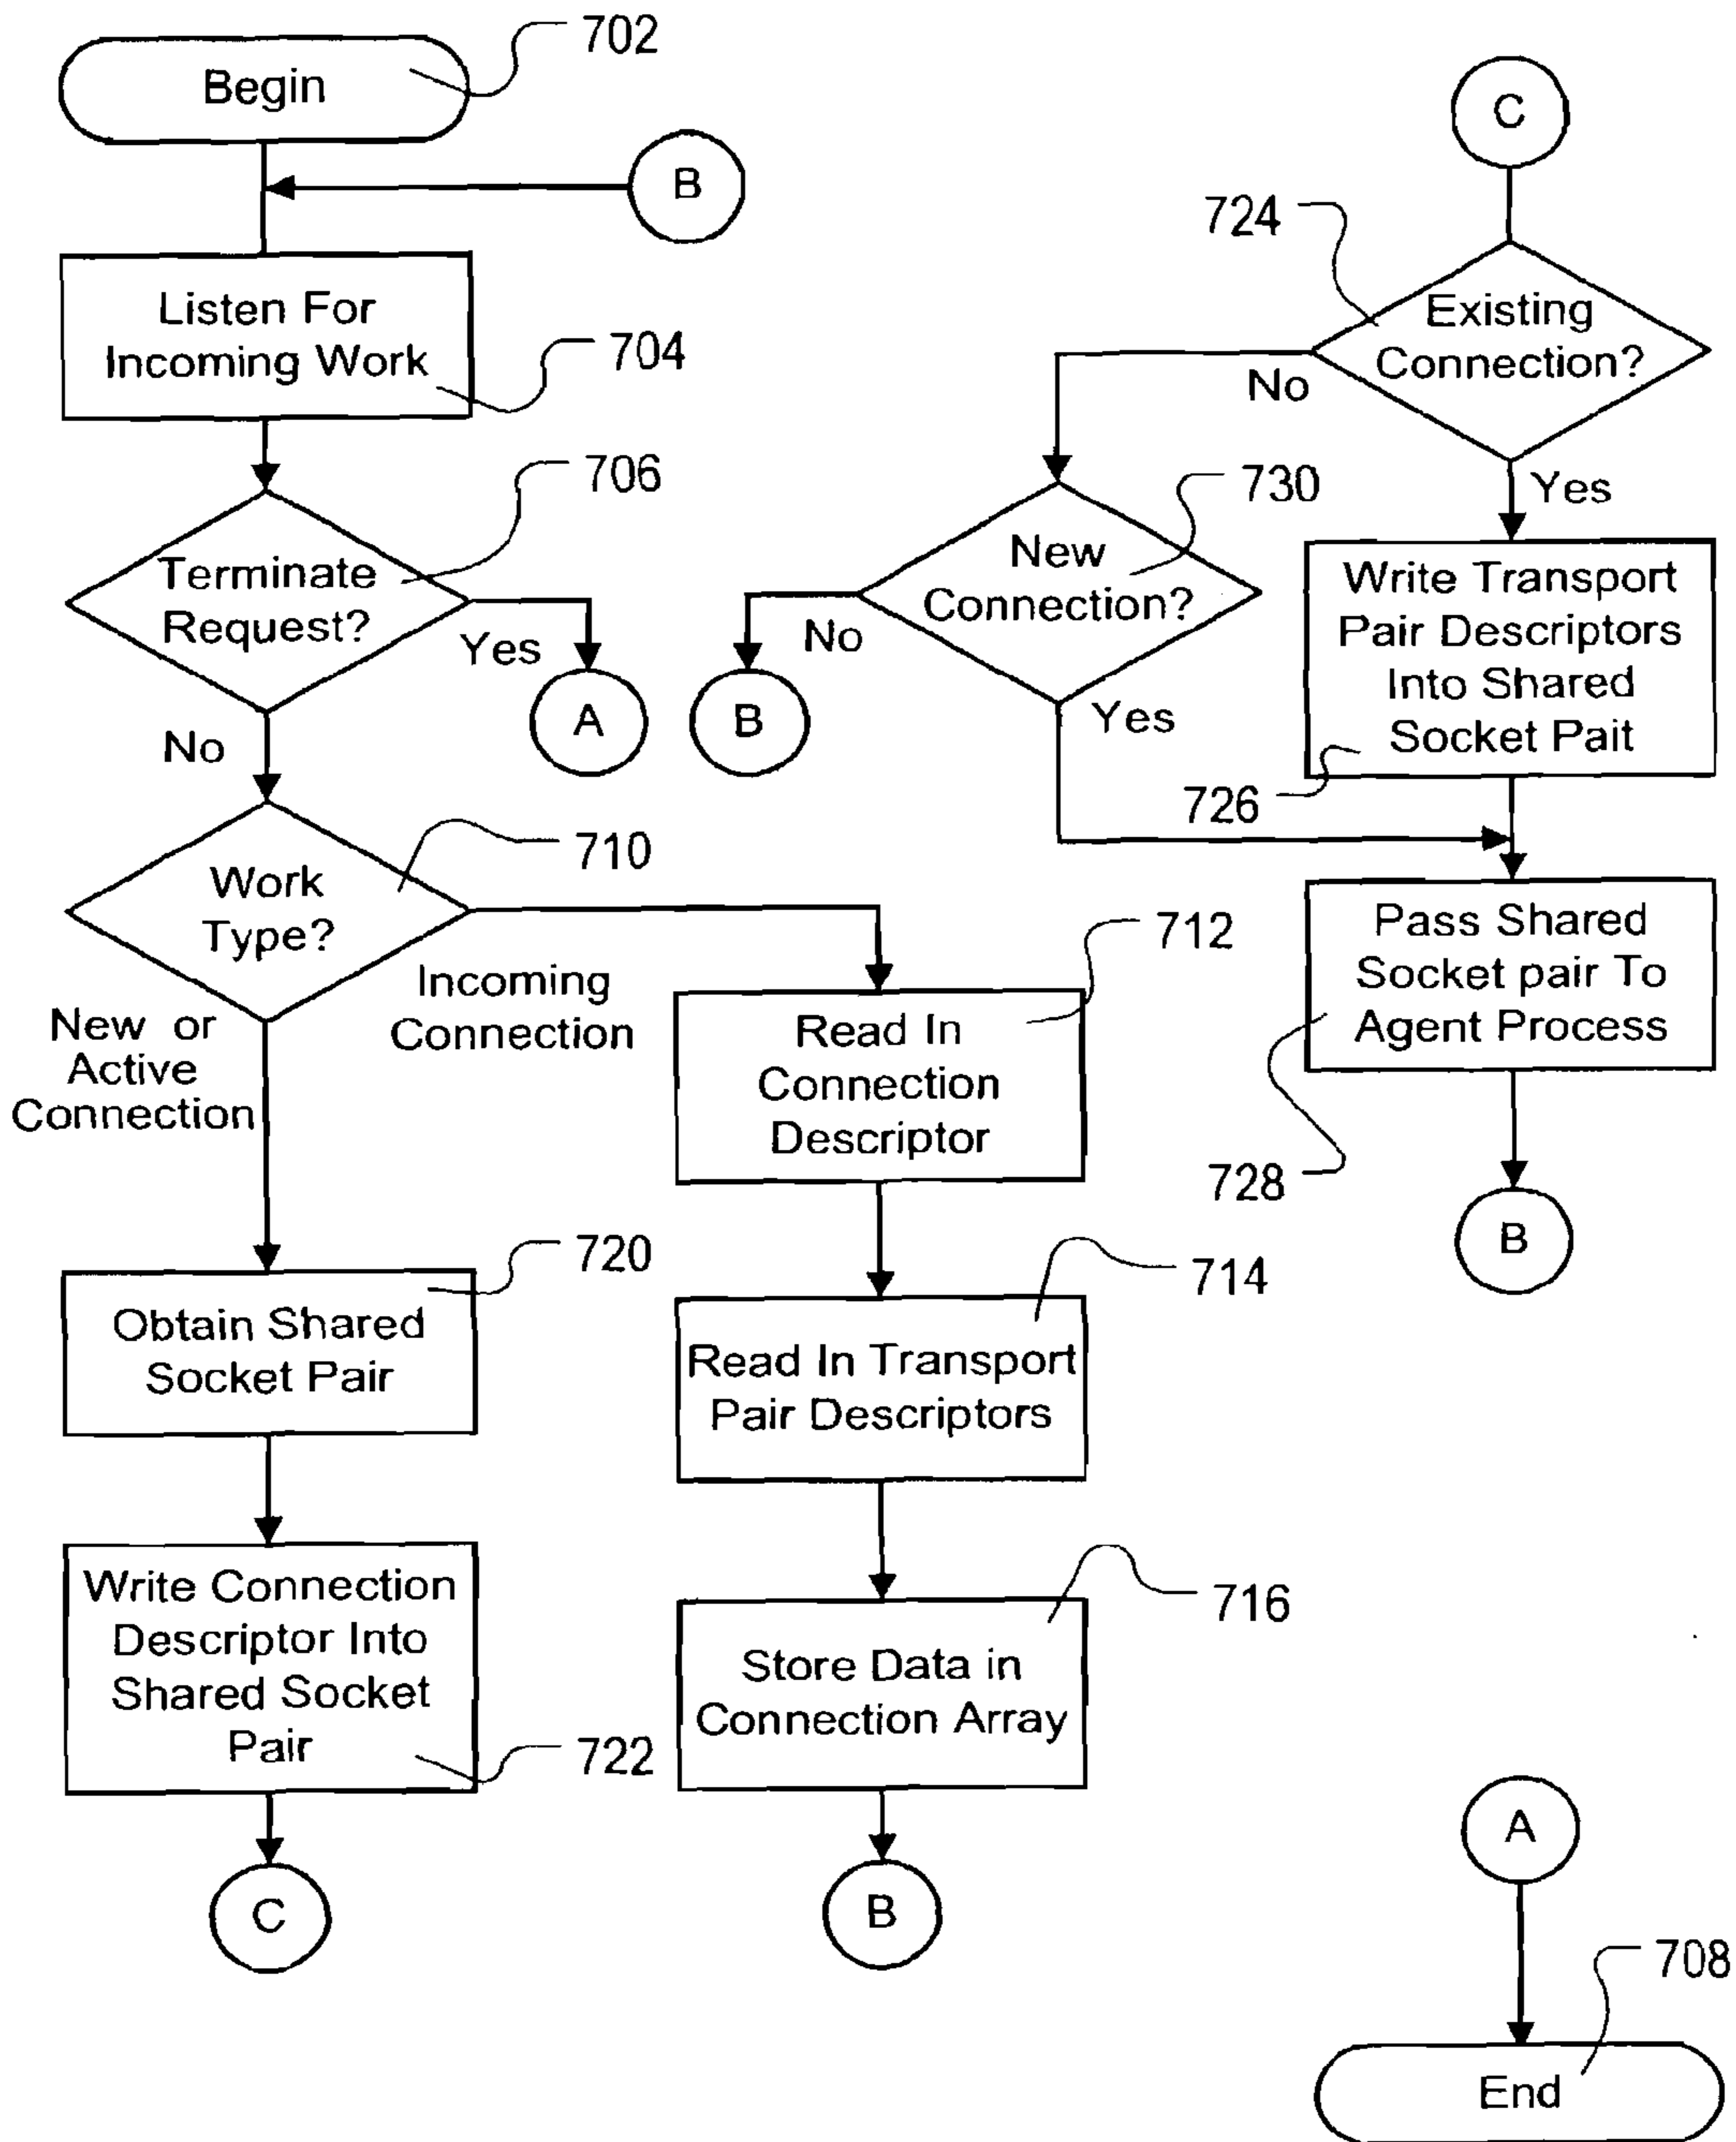 702
Begin
B
Listen For
Incoming Work
704
706
Terminate
Request?
Yes
A
No
710
Work
Type?
Incoming
Connection
New or
Active
Connection
712
Read In
Connection
Descriptor
714
Read In Transport
Pair Descriptors
716
Store Data in
Connection Array
B
720
Obtain Shared
Socket Pair
Write Connection
Descriptor Into
Shared Socket
Pair
722
C
C
724
Existing
Connection?
No
Yes
730
New
Connection?
No
B
Yes
Write Transport
Pair Descriptors
Into Shared
Socket Pait
726
Pass Shared
Socket pair To
Agent Process
728
B
A
708
End